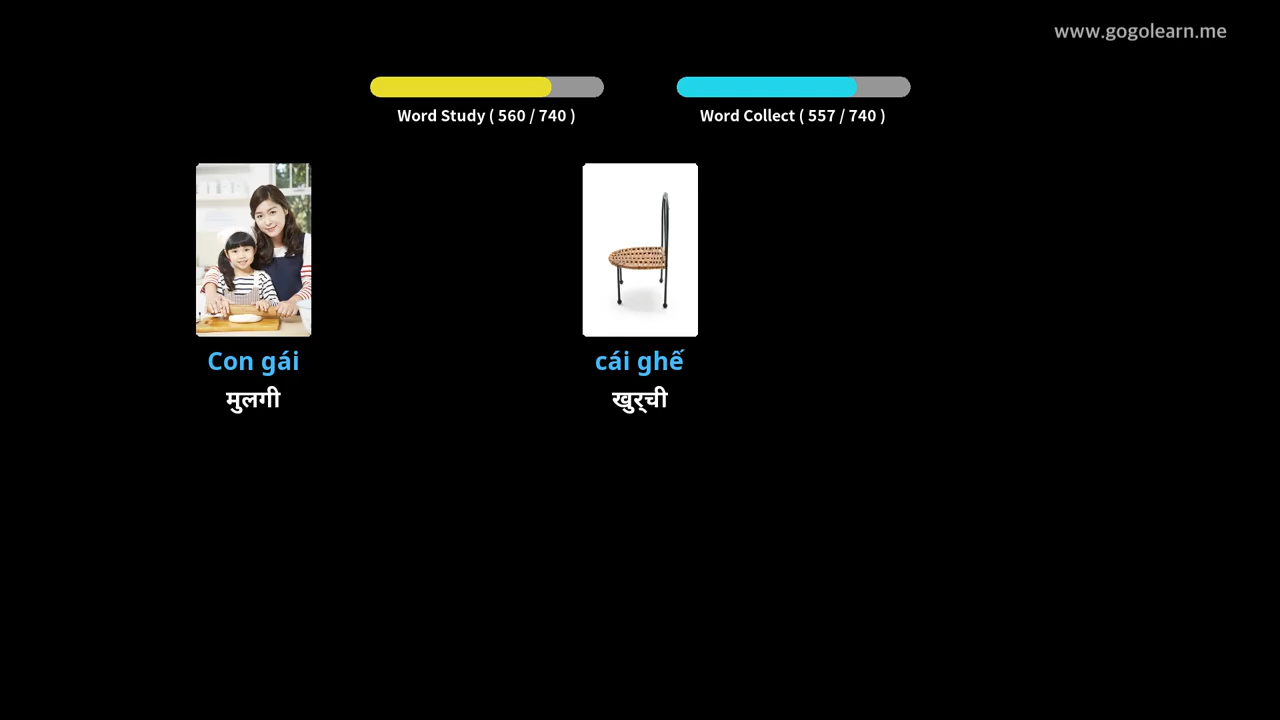 www.gogolearn.me
Word Study ( 560 / 740 )
Word Collect ( 557 / 740 )
Con gái
मुलगी
cái ghế
खुर्ची